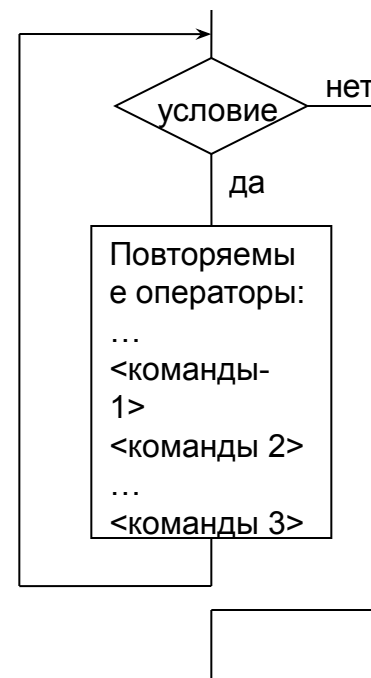 условие
нет
да
Повторяемы
е операторы:
…
<команды-
1>
<команды 2>
…
<команды 3>